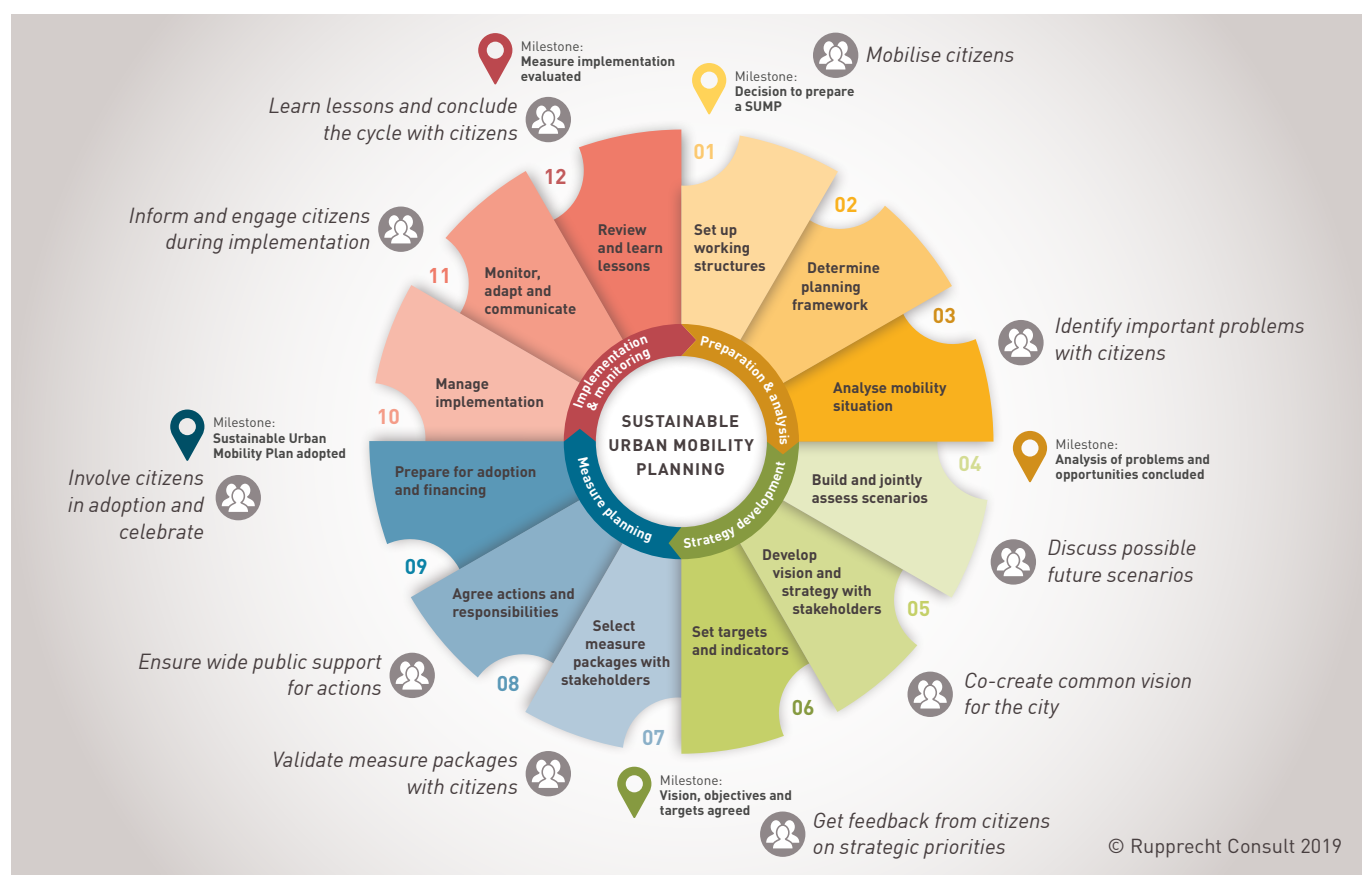 Milestone:
Measure implementation
evaluated
Milestone:
Decision to prepare
a SUMP
Mobilise citizens
Learn lessons and conclude
the cycle with citizens
Inform and engage citizens
during implementation
01
Set up
working
structures
02
Determine
planning
framework
03
Analyse mobility
situation
Identify important problems
with citizens
Milestone:
Analysis of problems and
opportunities concluded
04
Build and jointly
assess scenarios
Discuss possible
future scenarios
05
Develop
vision and
strategy with
stakeholders
Co-create common vision
for the city
06
Set targets
and indicators
Milestone:
Vision, objectives and
targets agreed
Get feedback from citizens
on strategic priorities
07
Select
measure
packages with
stakeholders
Validate measure packages
with citizens
08
Agree actions and
responsibilities
Ensure wide public support
for actions
09
Prepare for adoption
and financing
Milestone:
Sustainable Urban
Mobility Plan adopted
Involve citizens
in adoption and
celebrate
10
Manage
implementation
11
Monitor,
adapt and
communicate
12
Review
and learn
lessons
Preparation & analysis
Strategy development
Measure planning
Implementation
& monitoring
SUSTAINABLE
URBAN MOBILITY
PLANNING
© Rupprecht Consult 2019